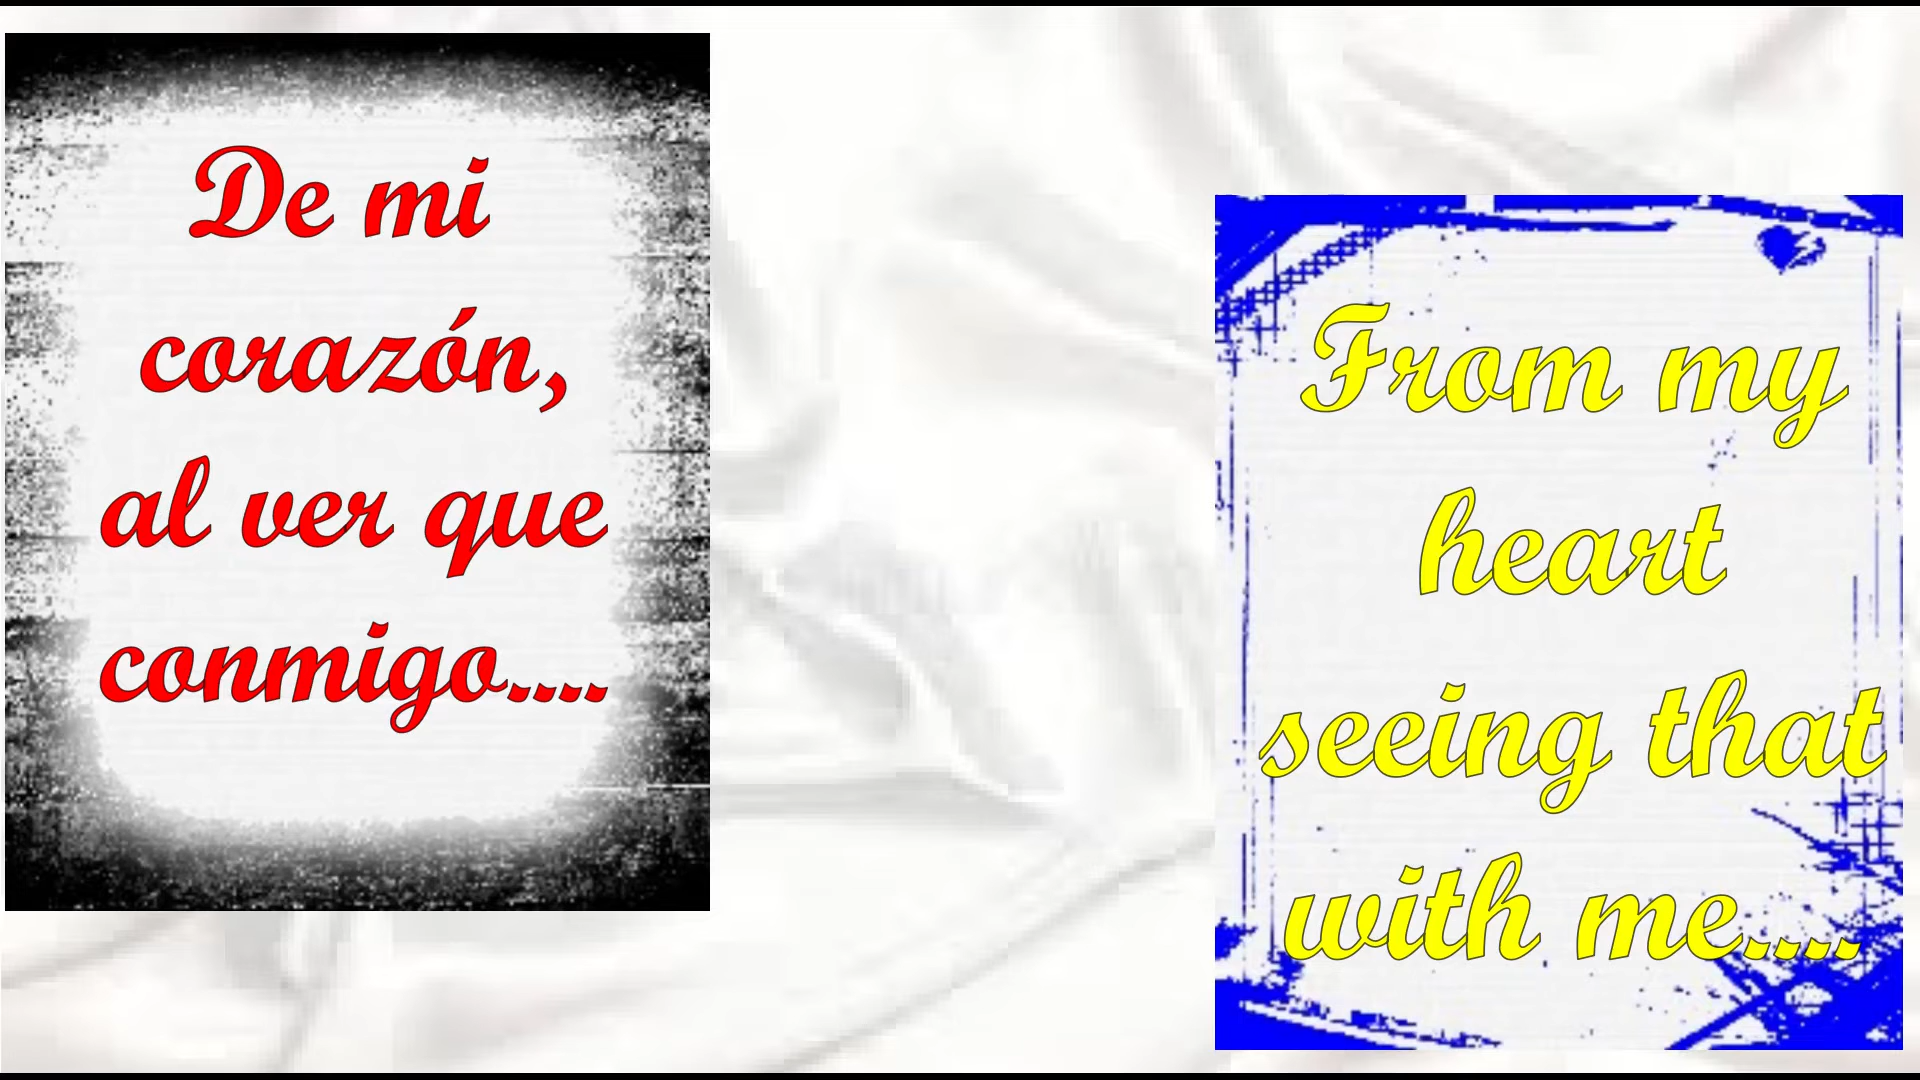 De mi
corazón,
al ver que
conmigo....
From my
heart
seeing that
with me....